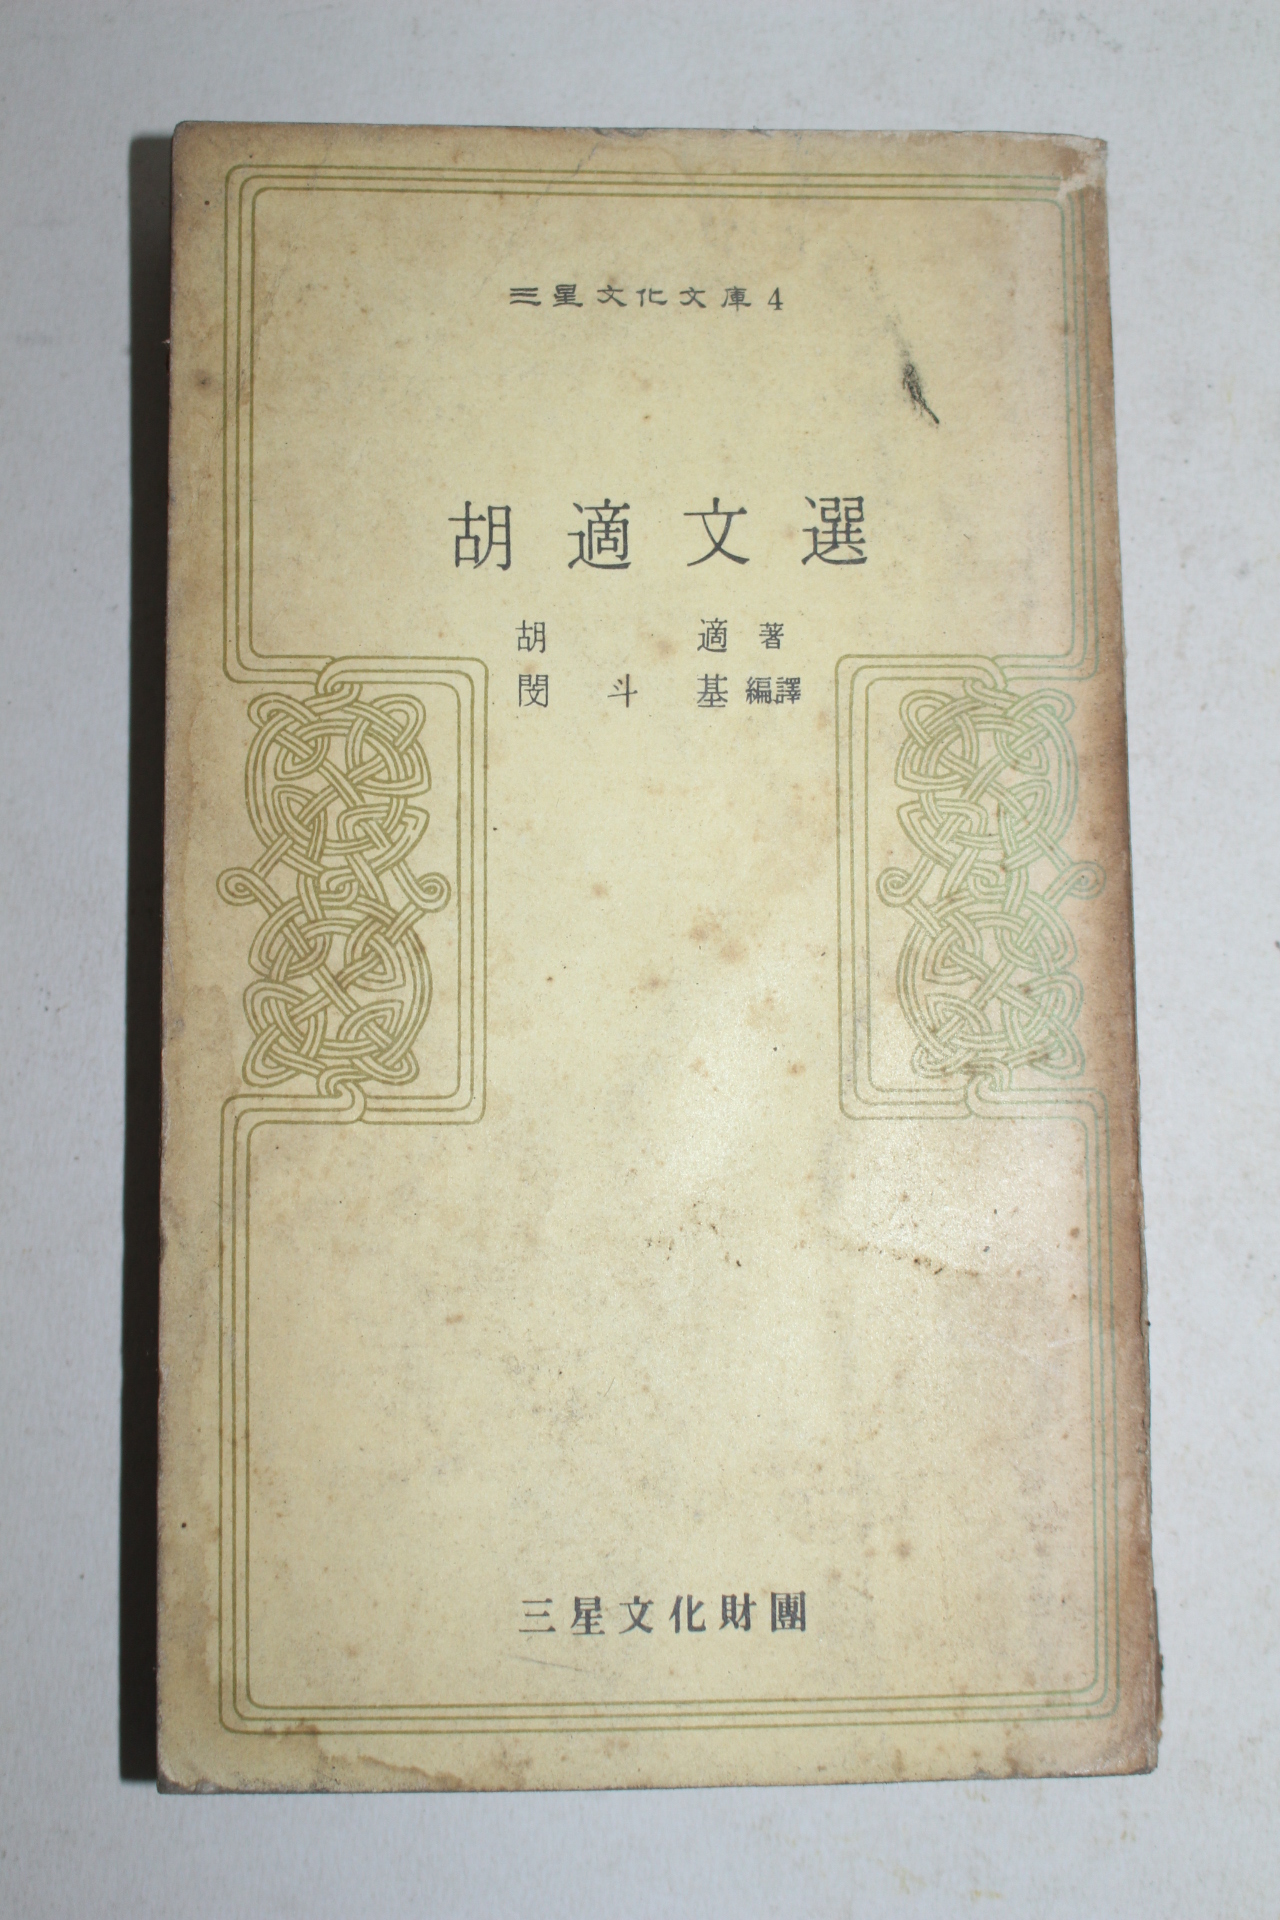 三星文化文庫 4
胡適文選
胡適 著
閔斗基 編譯
三星文化財團